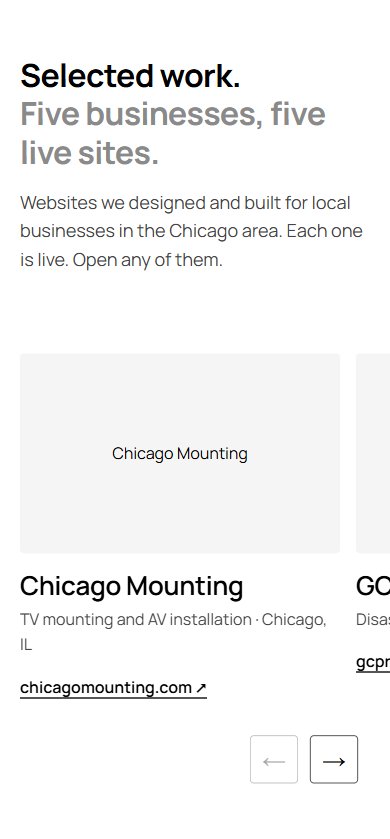 Selected work.
Five businesses, five
live sites.
Websites we designed and built for local
businesses in the Chicago area. Each one
is live. Open any of them.
Chicago Mounting
Chicago Mounting
TV mounting and AV installation · Chicago,
IL
chicagomounting.com ↗
← →